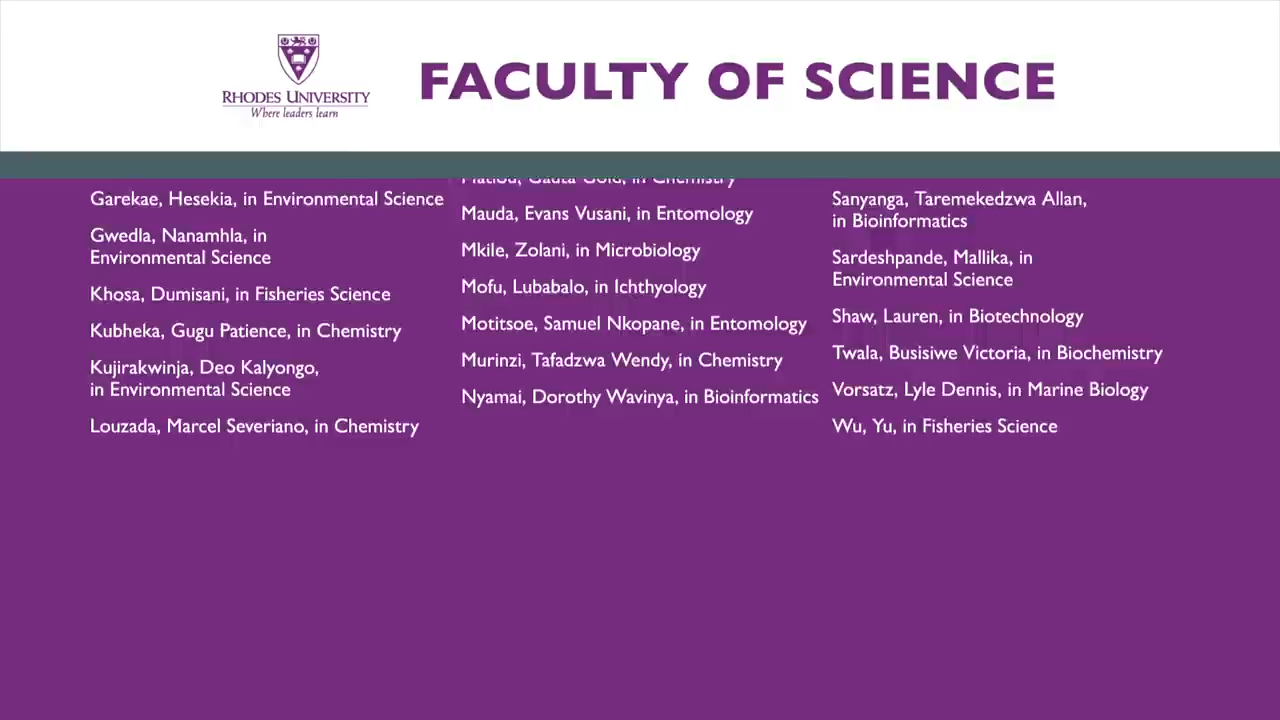 RHODES UNIVERSITY
Where leaders learn
FACULTY OF SCIENCE
Garekae, Hesekia, in Environmental Science
Gwedla, Nanamhla, in
Environmental Science
Khosa, Dumisani, in Fisheries Science
Kubheka, Gugu Patience, in Chemistry
Kujirakwinja, Deo Kalyongo,
in Environmental Science
Louzada, Marcel Severiano, in Chemistry
in Chemistry
Mauda, Evans Vusani, in Entomology
Mkile, Zolani, in Microbiology
Mofu, Lubabalo, in Ichthyology
Motitsoe, Samuel Nkopane, in Entomology
Murinzi, Tafadzwa Wendy, in Chemistry
Nyamai, Dorothy Wavinya, in Bioinformatics
Sanyanga, Taremekedzwa Allan,
in Bioinformatics
Sardeshpande, Mallika, in
Environmental Science
Shaw, Lauren, in Biotechnology
Twala, Busisiwe Victoria, in Biochemistry
Vorsatz, Lyle Dennis, in Marine Biology
Wu, Yu, in Fisheries Science